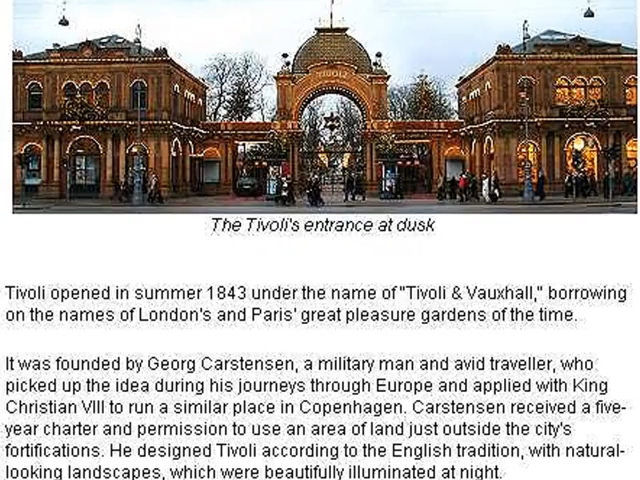 TIVOLI
The Tivoli's entrance at dusk
Tivoli opened in summer 1843 under the name of "Tivoli & Vauxhall," borrowing
on the names of London's and Paris' great pleasure gardens of the time.
It was founded by Georg Carstensen, a military man and avid traveller, who
picked up the idea during his journeys through Europe and applied with King
Christian VIII to run a similar place in Copenhagen. Carstensen received a five-
year charter and permission to use an area of land just outside the city's
fortifications. He designed Tivoli according to the English tradition, with natural-
looking landscapes, which were beautifully illuminated at night.